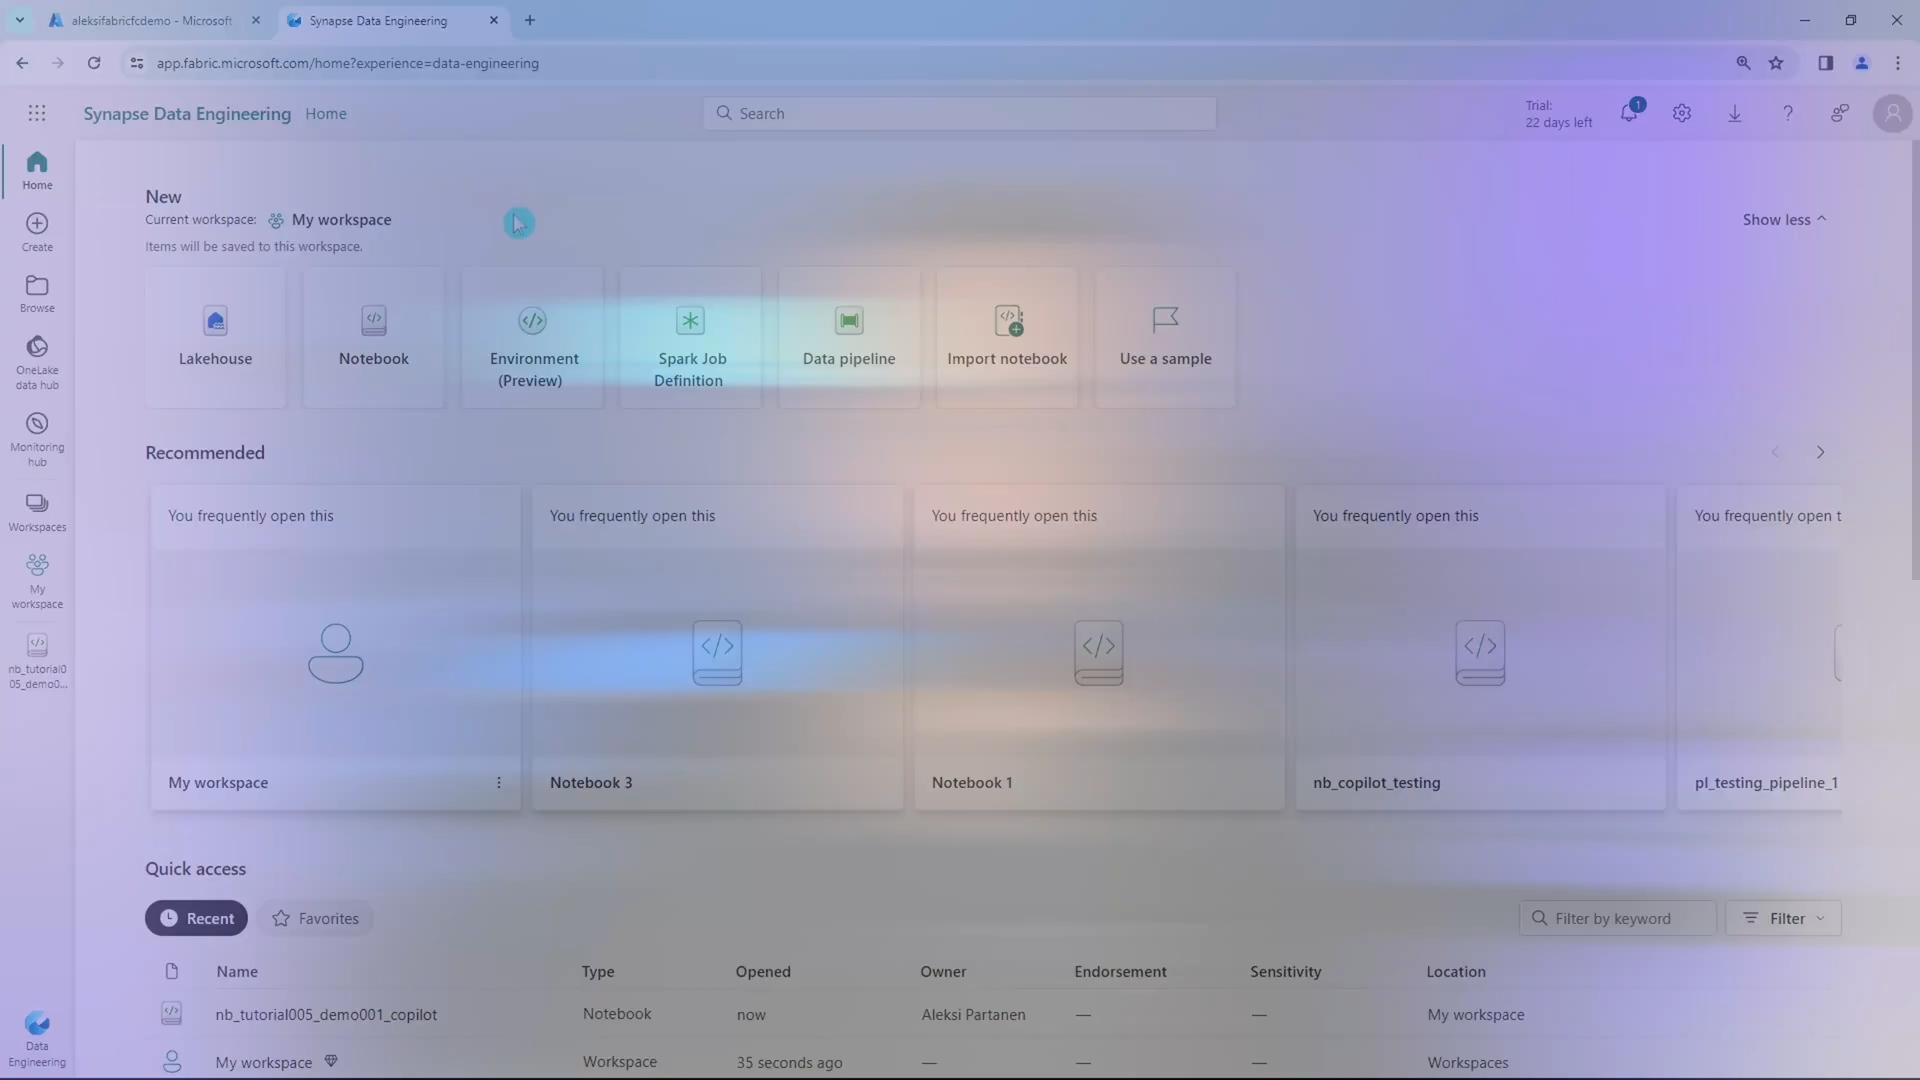 aleksifabricfcdemo - Microsoft
Synapse Data Engineering
app.fabric.microsoft.com/home?experience=data-engineering
Synapse Data Engineering
Home
Search
Trial:
22 days left
1
Home
Create
Browse
OneLake
data hub
Monitoring
hub
Workspaces
My
workspace
nb_tutorial0
05_demo0...
Data
Engineering
New
Current workspace: My workspace
Show less
Items will be saved to this workspace.
Lakehouse
Notebook
Environment
(Preview)
Spark Job
Definition
Data pipeline
Import notebook
Use a sample
Recommended
You frequently open this
You frequently open this
You frequently open this
You frequently open this
You frequently open t
My workspace
Notebook 3
Notebook 1
nb_copilot_testing
pl_testing_pipeline_1
Quick access
Recent
Favorites
Filter by keyword
Filter
Name Type Opened Owner Endorsement Sensitivity Location
nb_tutorial005_demo001_copilot Notebook now Aleksi Partanen — — My workspace
My workspace Workspace 35 seconds ago — — — Workspaces